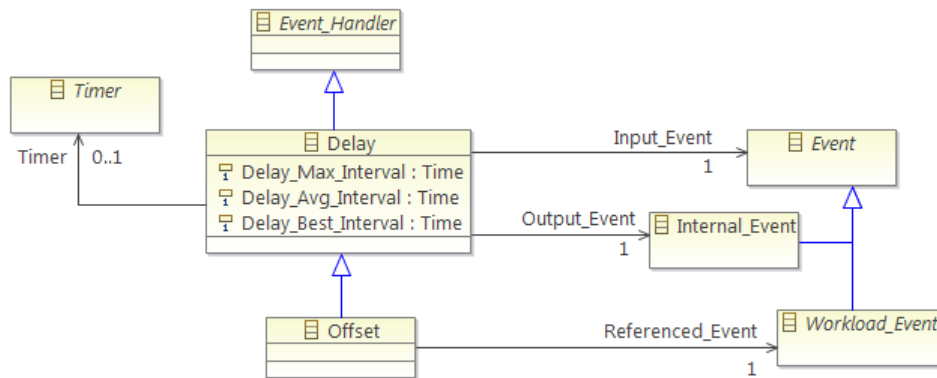 Event_Handler
Timer
Timer 0..1
Delay
Delay_Max_Interval : Time
Delay_Avg_Interval : Time
Delay_Best_Interval : Time
Input_Event
1
Event
Output_Event
1
Internal_Event
Offset
Referenced_Event
1
Workload_Event